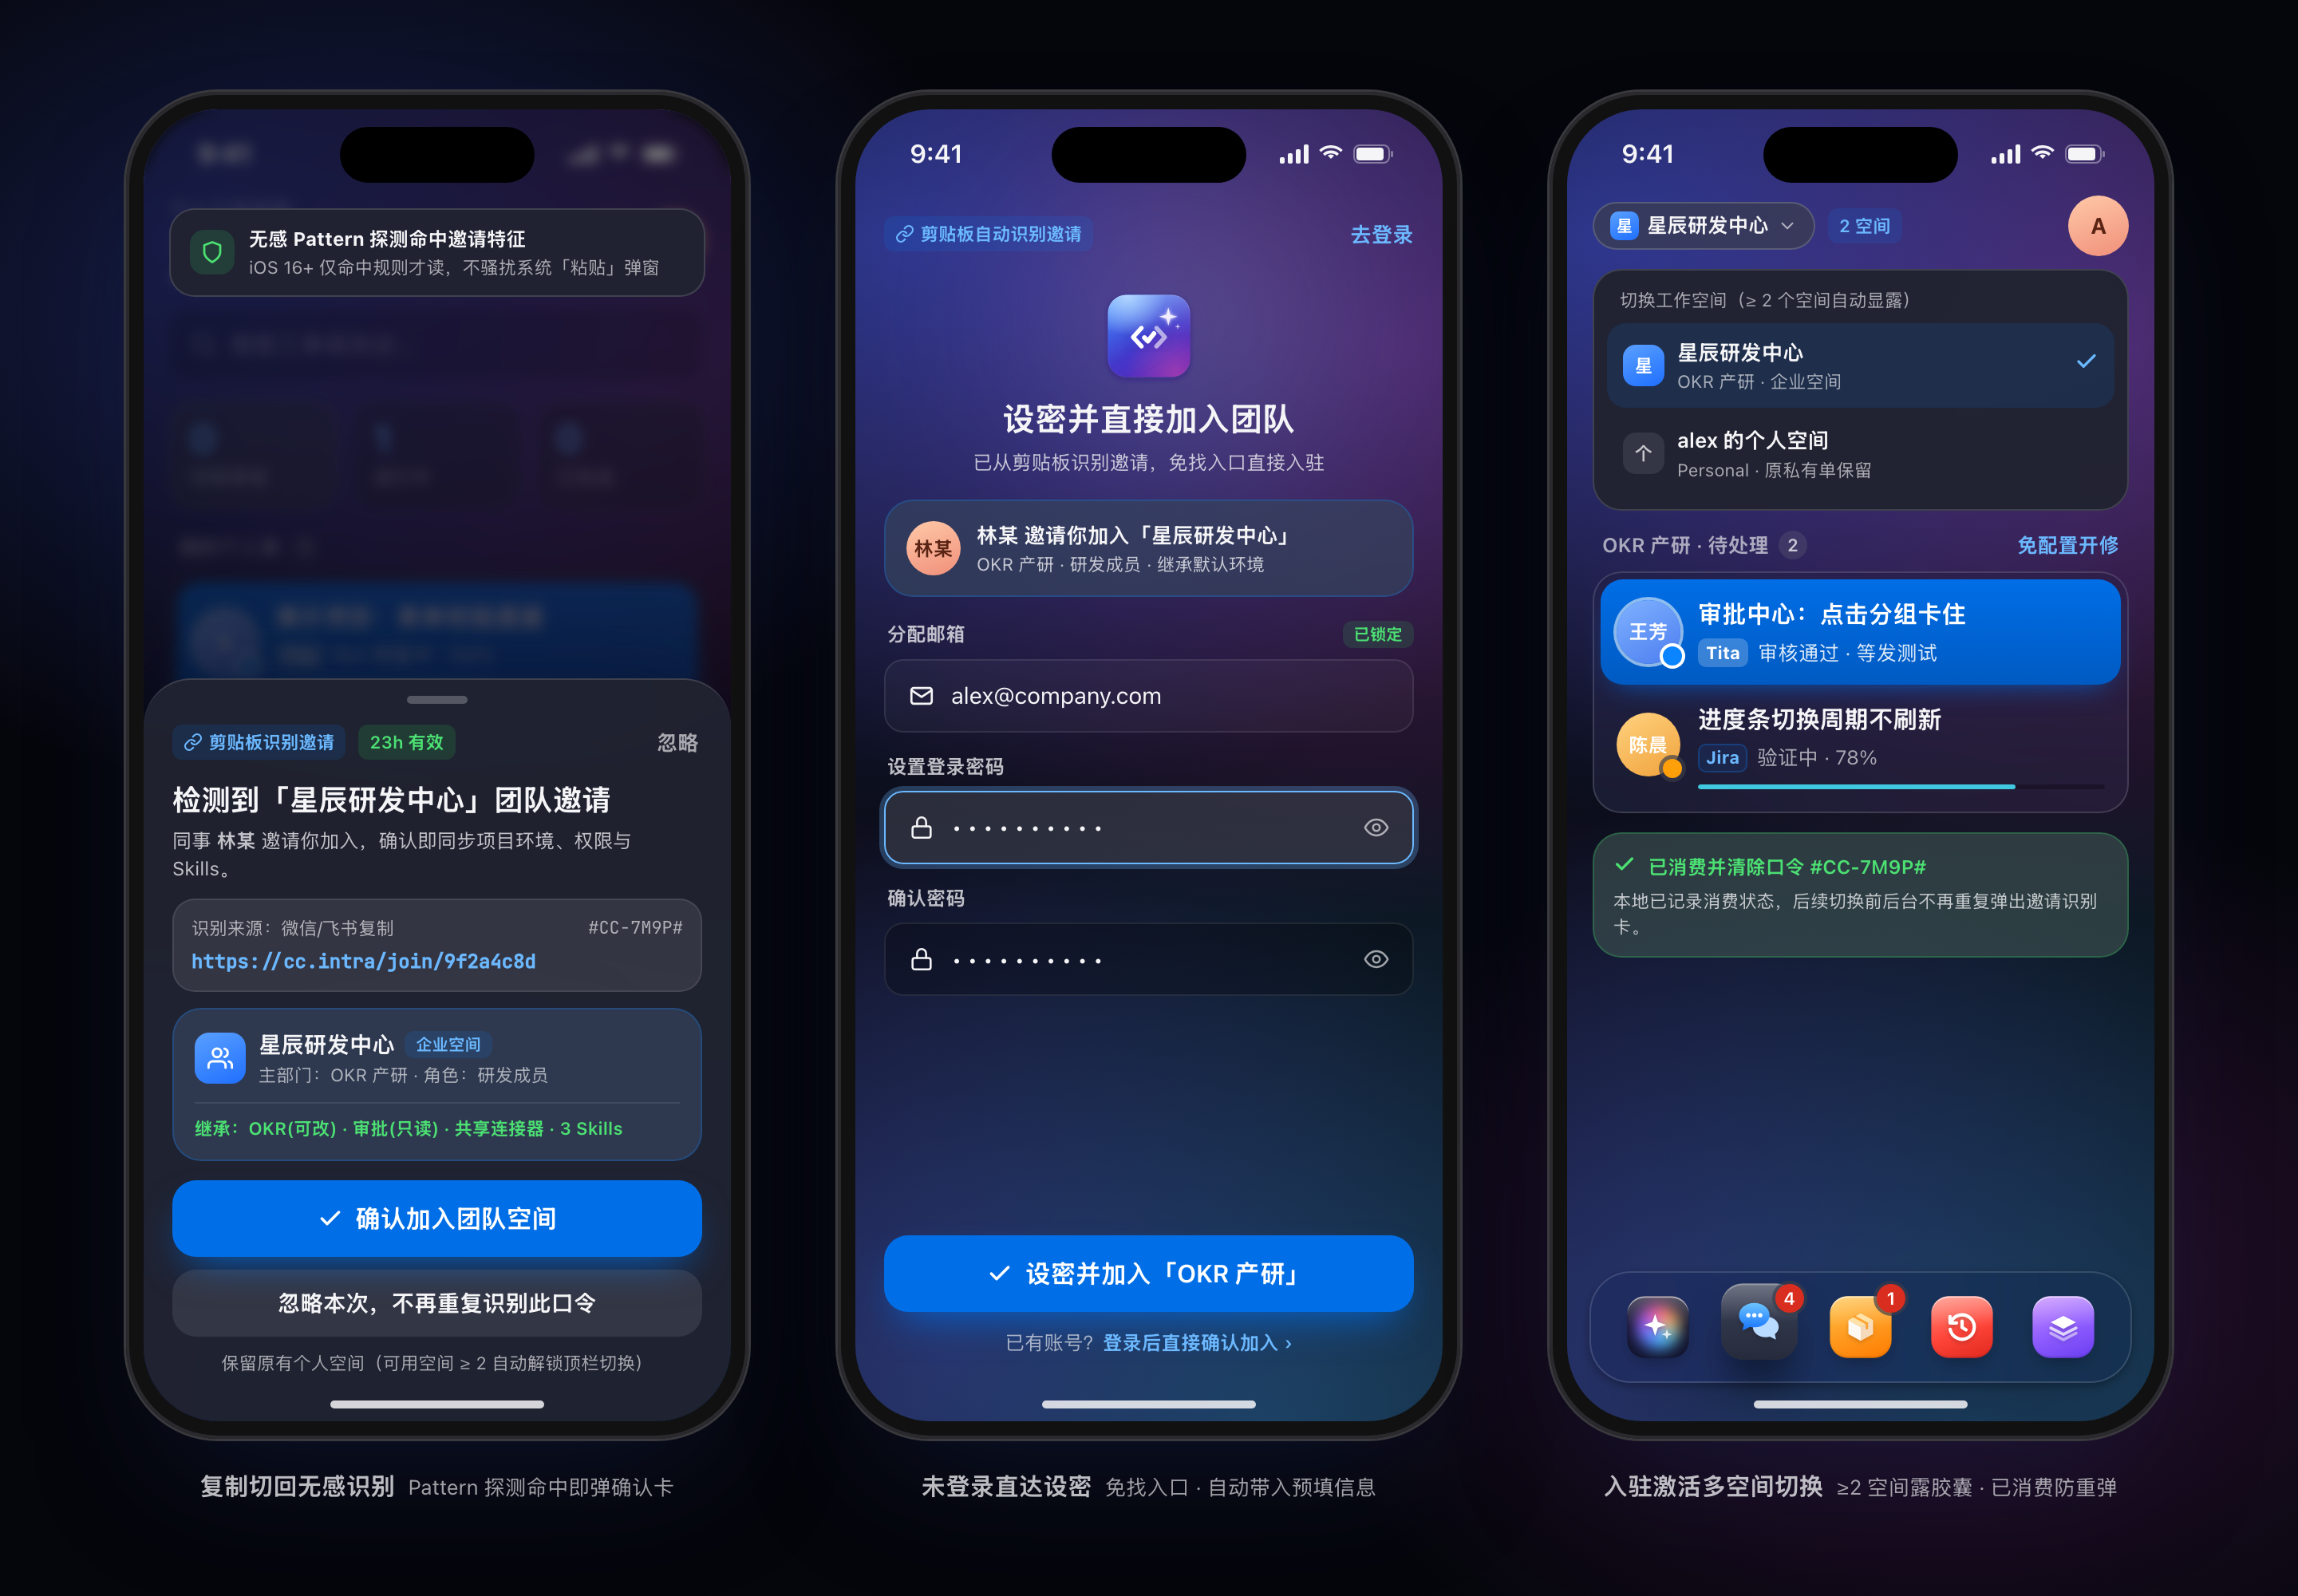 无感 Pattern 探测命中邀请特征
iOS 16+ 仅命中规则才读，不骚扰系统「粘贴」弹窗
剪贴板识别邀请
23h 有效
忽略
检测到「星辰研发中心」团队邀请
同事 林某 邀请你加入，确认即同步项目环境、权限与
Skills。
识别来源：微信/飞书复制
#CC-7M9P#
https://cc.intra/join/9f2a4c8d
星辰研发中心
企业空间
主部门：OKR 产研 · 角色：研发成员
继承：OKR(可改) · 审批(只读) · 共享连接器 · 3 Skills
确认加入团队空间
忽略本次，不再重复识别此口令
保留原有个人空间（可用空间 ≥ 2 自动解锁顶栏切换）
复制切回无感识别 Pattern 探测命中即弹确认卡
9:41
剪贴板自动识别邀请
去登录
设密并直接加入团队
已从剪贴板识别邀请，免找入口直接入驻
林某
林某 邀请你加入「星辰研发中心」
OKR 产研 · 研发成员 · 继承默认环境
分配邮箱
已锁定
alex@company.com
设置登录密码
确认密码
设密并加入「OKR 产研」
已有账号？ 登录后直接确认加入 ›
未登录直达设密 免找入口 · 自动带入预填信息
9:41
星 星辰研发中心
2 空间
A
切换工作空间（≥ 2 个空间自动显露）
星
星辰研发中心
OKR 产研 · 企业空间
个
alex 的个人空间
Personal · 原私有单保留
OKR 产研 · 待处理 2
免配置开修
王芳
审批中心：点击分组卡住
Tita 审核通过 · 等发测试
陈晨
进度条切换周期不刷新
Jira 验证中 · 78%
已消费并清除口令 #CC-7M9P#
本地已记录消费状态，后续切换前后台不再重复弹出邀请识别
卡。
4
1
入驻激活多空间切换 ≥2 空间露胶囊 · 已消费防重弹